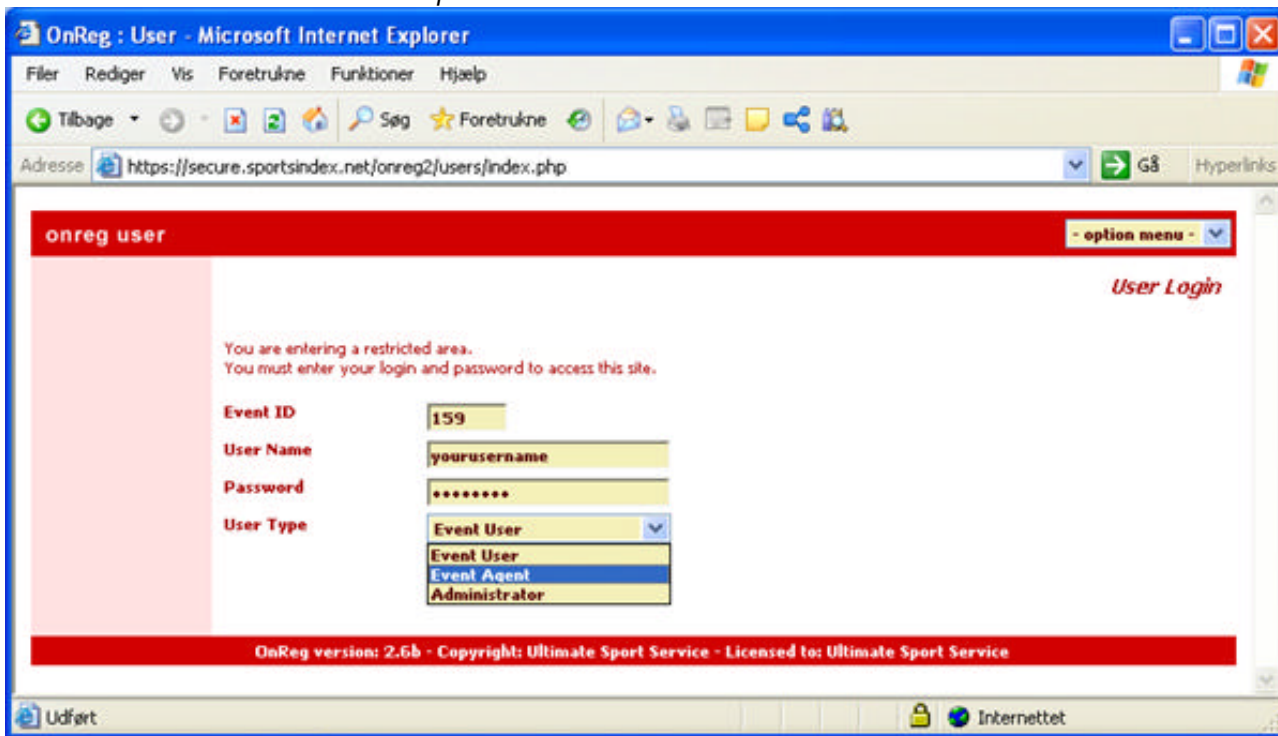 OnReg : User - Microsoft Internet Explorer
Filer Rediger Vis Foretrukne Funktioner Hjælp
Tilbage Søg Foretrukne
Adresse https://secure.sportsindex.net/onreg2/users/index.php Gå Hyperlinks
onreg user - option menu -
User Login
You are entering a restricted area.
You must enter your login and password to access this site.
Event ID 159
User Name yourusername
Password ••••••••
User Type Event User
Event User
Event Agent
Administrator
OnReg version: 2.6b - Copyright: Ultimate Sport Service - Licensed to: Ultimate Sport Service
Udført Internettet